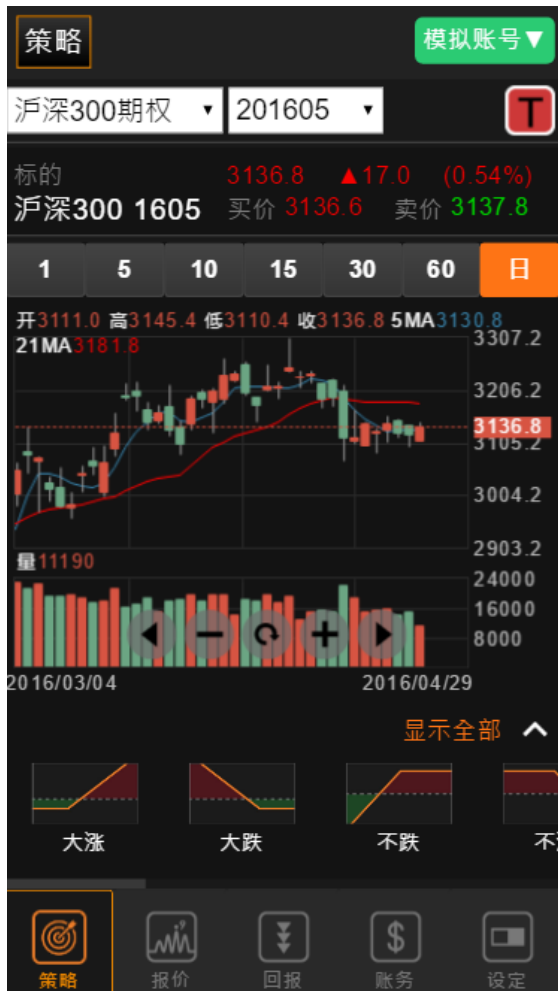 策略 模拟账号▼
沪深300期权 ▼ 201605 ▼ T
标的 3136.8 ▲17.0 (0.54%)
沪深300 1605 买价 3136.6 卖价 3137.8
1 5 10 15 30 60 日
开3111.0 高3145.4 低3110.4 收3136.8 5MA3130.8
21MA3181.8
3307.2
3206.2
3136.8
3105.2
3004.2
2903.2
量11190
24000
16000
8000
2016/03/04 2016/04/29
显示全部
大涨 大跌 不跌 不
策略 报价 回报 账务 设定